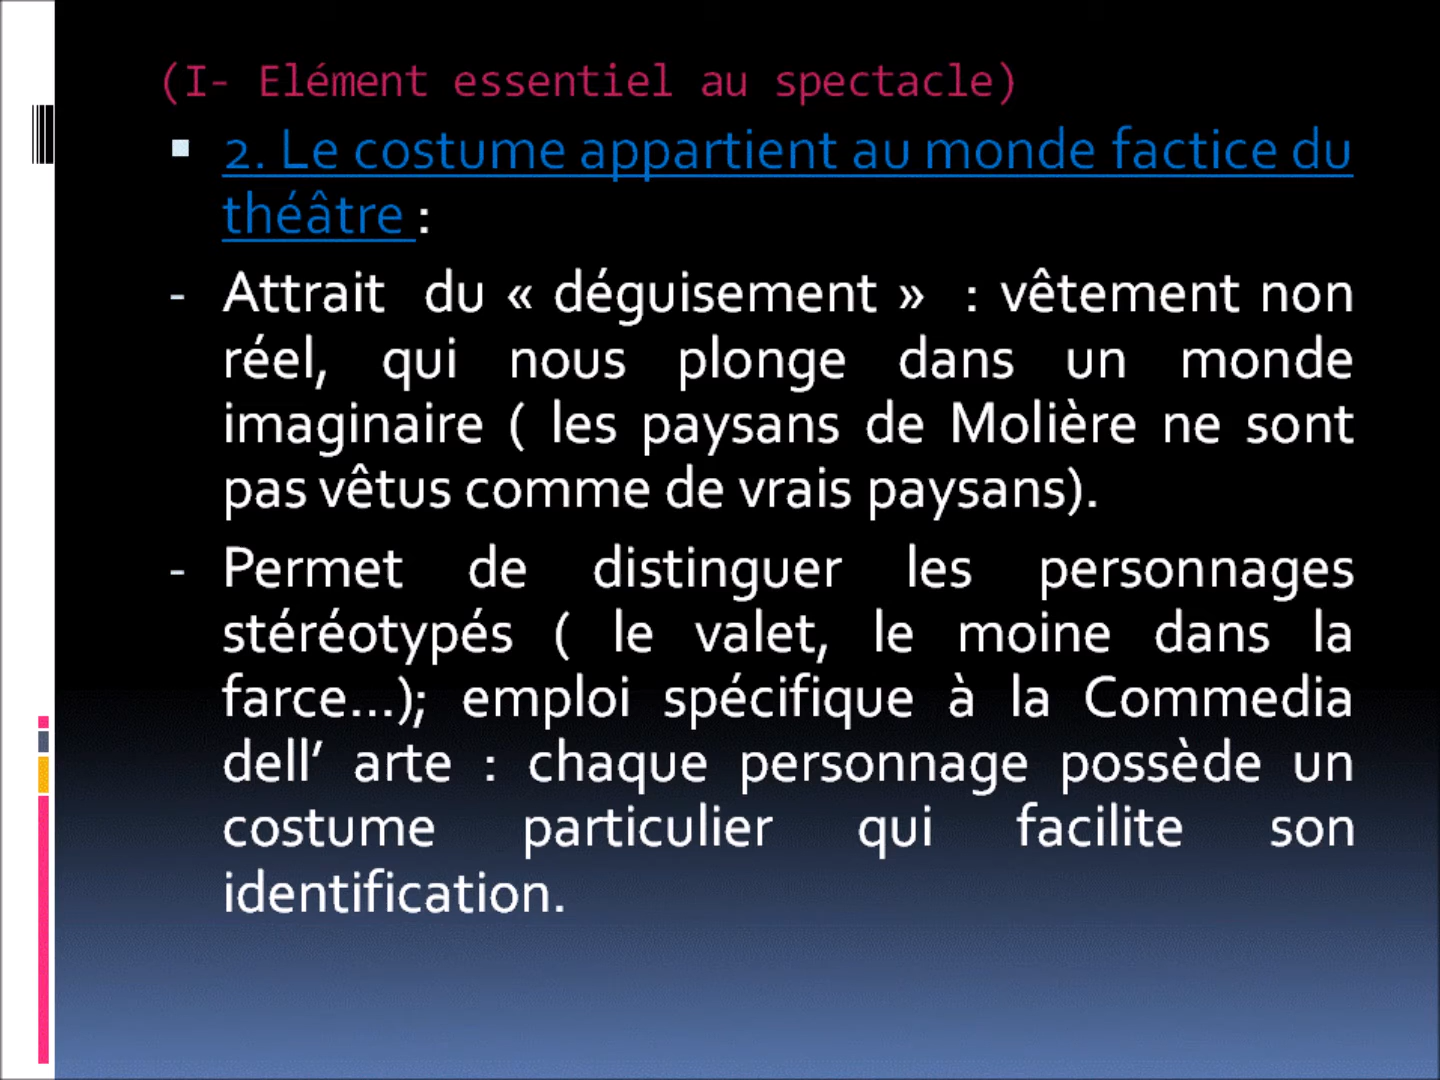 (I- Elément essentiel au spectacle)
▪ 2. Le costume appartient au monde factice du
théâtre :
- Attrait du « déguisement » : vêtement non
réel, qui nous plonge dans un monde
imaginaire ( les paysans de Molière ne sont
pas vêtus comme de vrais paysans).
- Permet de distinguer les personnages
stéréotypés ( le valet, le moine dans la
farce…); emploi spécifique à la Commedia
dell’ arte : chaque personnage possède un
costume particulier qui facilite son
identification.